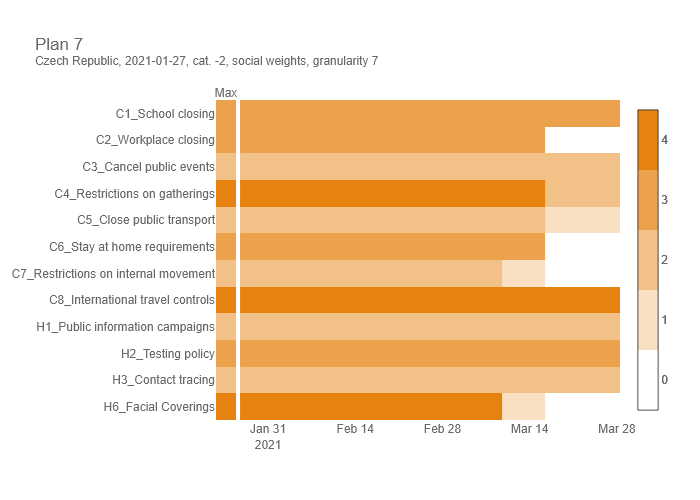 Plan 7
Czech Republic, 2021-01-27, cat. -2, social weights, granularity 7
Max
C1_School closing
C2_Workplace closing
C3_Cancel public events
C4_Restrictions on gatherings
C5_Close public transport
C6_Stay at home requirements
C7_Restrictions on internal movement
C8_International travel controls
H1_Public information campaigns
H2_Testing policy
H3_Contact tracing
H6_Facial Coverings
4
3
2
1
0
Jan 31 Feb 14 Feb 28 Mar 14 Mar 28
2021